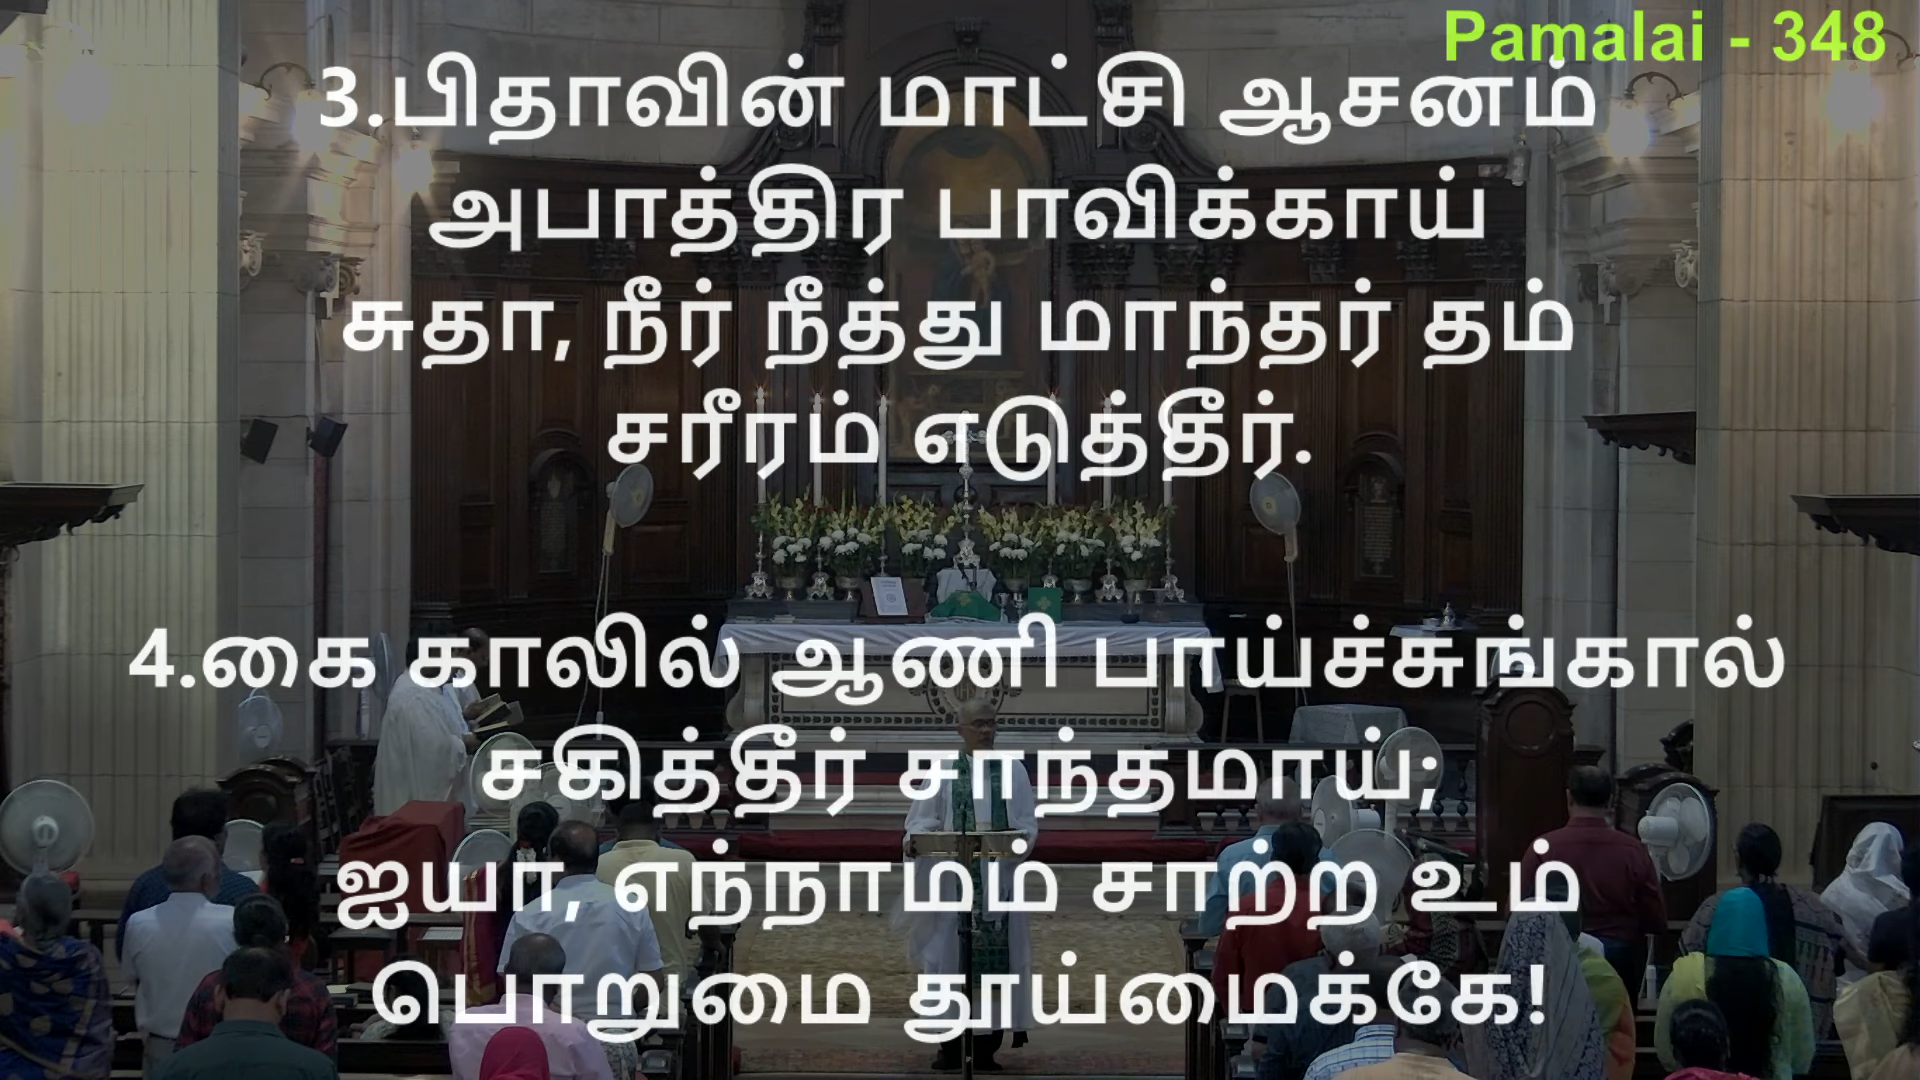 Pamalai - 348
3.பிதாவின் மாட்சி ஆசனம்
அபாத்திர பாவிக்காய்
சுதா, நீர் நீத்து மாந்தர் தம்
சரீரம் எடுத்தீர்.
4.கை காலில் ஆணி பாய்ச்சுங்கால்
சகித்தீர் சாந்தமாய்;
ஐயா, எந்நாமம் சாற்ற உம்
பொறுமை தூய்மைக்கே!